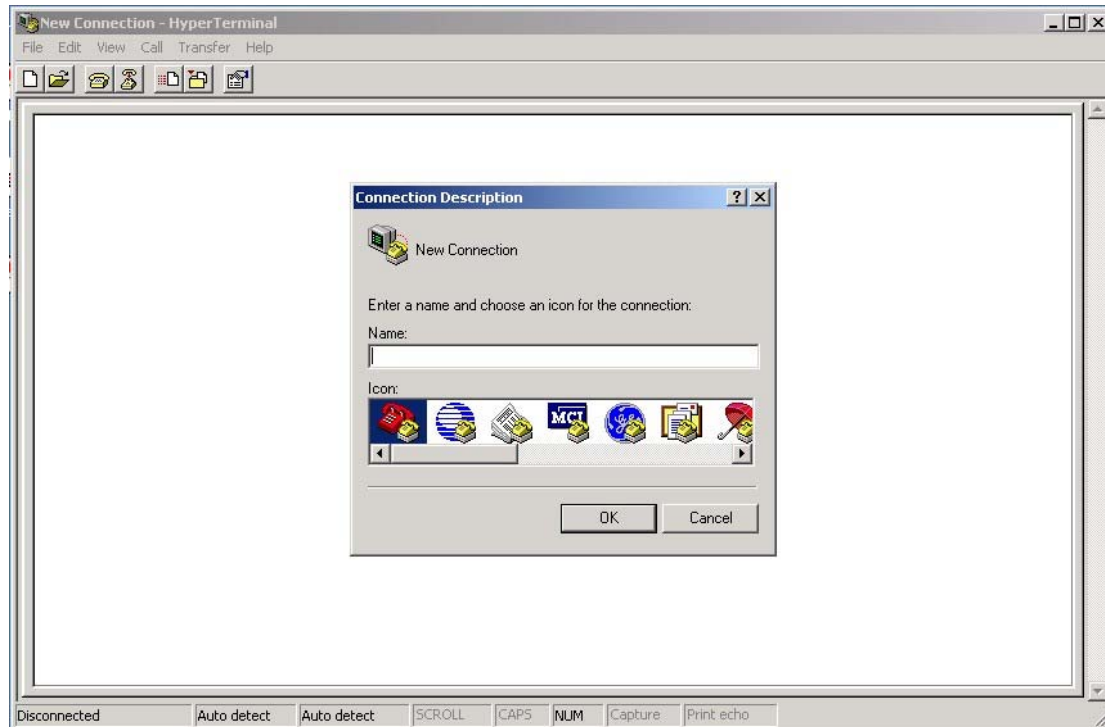 New Connection - HyperTerminal
File Edit View Call Transfer Help
Connection Description
New Connection
Enter a name and choose an icon for the connection:
Name:
Icon:
MCI
OK Cancel
Disconnected Auto detect Auto detect SCROLL CAPS NUM Capture Print echo